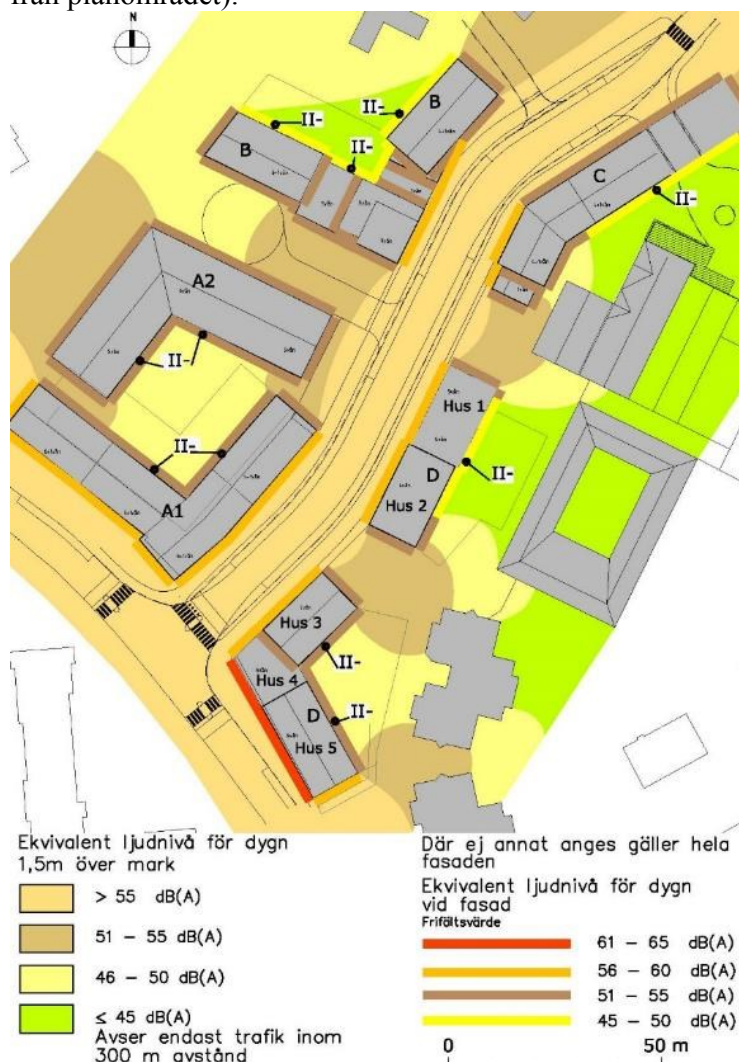 från planområdet).
N
B
II-
II-
II-
B
C
II-
A2
II-
Hus 1
II-
D
Hus 2
II-
A1
Hus 3
II-
Hus 4
D
II-
Hus 5
Ekvivalent ljudnivå för dygn
1,5m över mark
> 55 dB(A)
51 – 55 dB(A)
46 – 50 dB(A)
≤ 45 dB(A)
Avser endast trafik inom
300 m avstånd
Där ej annat anges gäller hela
fasaden
Ekvivalent ljudnivå för dygn
vid fasad
Frifältsvärde
61 – 65 dB(A)
56 – 60 dB(A)
51 – 55 dB(A)
45 – 50 dB(A)
0 50 m